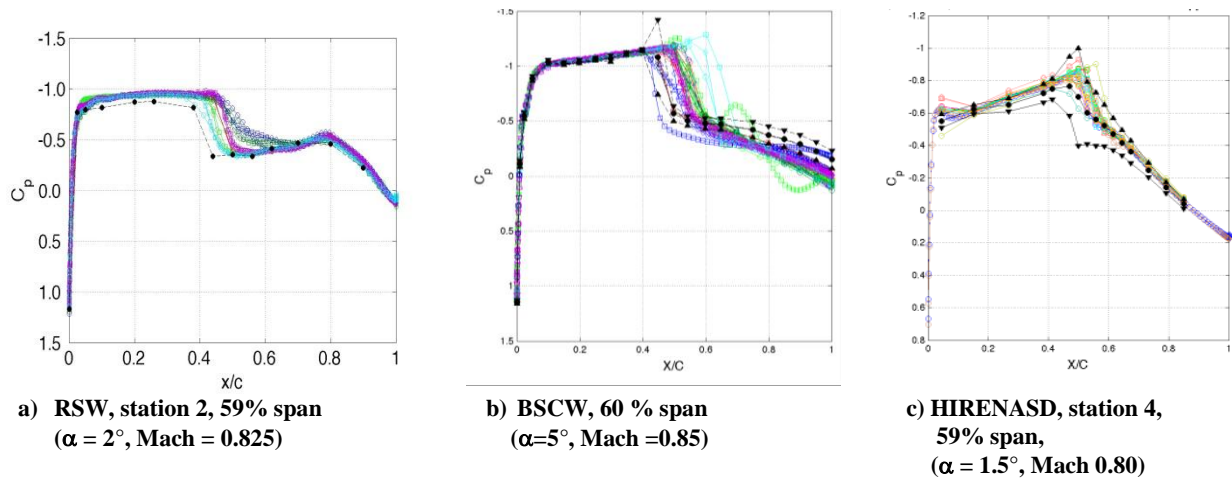 -1.5
-1.0
-0.5
0.0
0.5
1.0
1.5
Cp
0 0.2 0.4 0.6 0.8 1
x/c
a) RSW, station 2, 59% span
(α = 2°, Mach = 0.825)
-1.5
-1
-0.5
0
0.5
1
1.5
Cp
0 0.2 0.4 0.6 0.8 1
X/C
b) BSCW, 60 % span
(α=5°, Mach =0.85)
-1.2
-1
-0.8
-0.6
-0.4
-0.2
0
0.2
0.4
0.6
0.8
Cp
0 0.2 0.4 0.6 0.8 1
X/C
c) HIRENASD, station 4,
59% span,
(α = 1.5°, Mach 0.80)